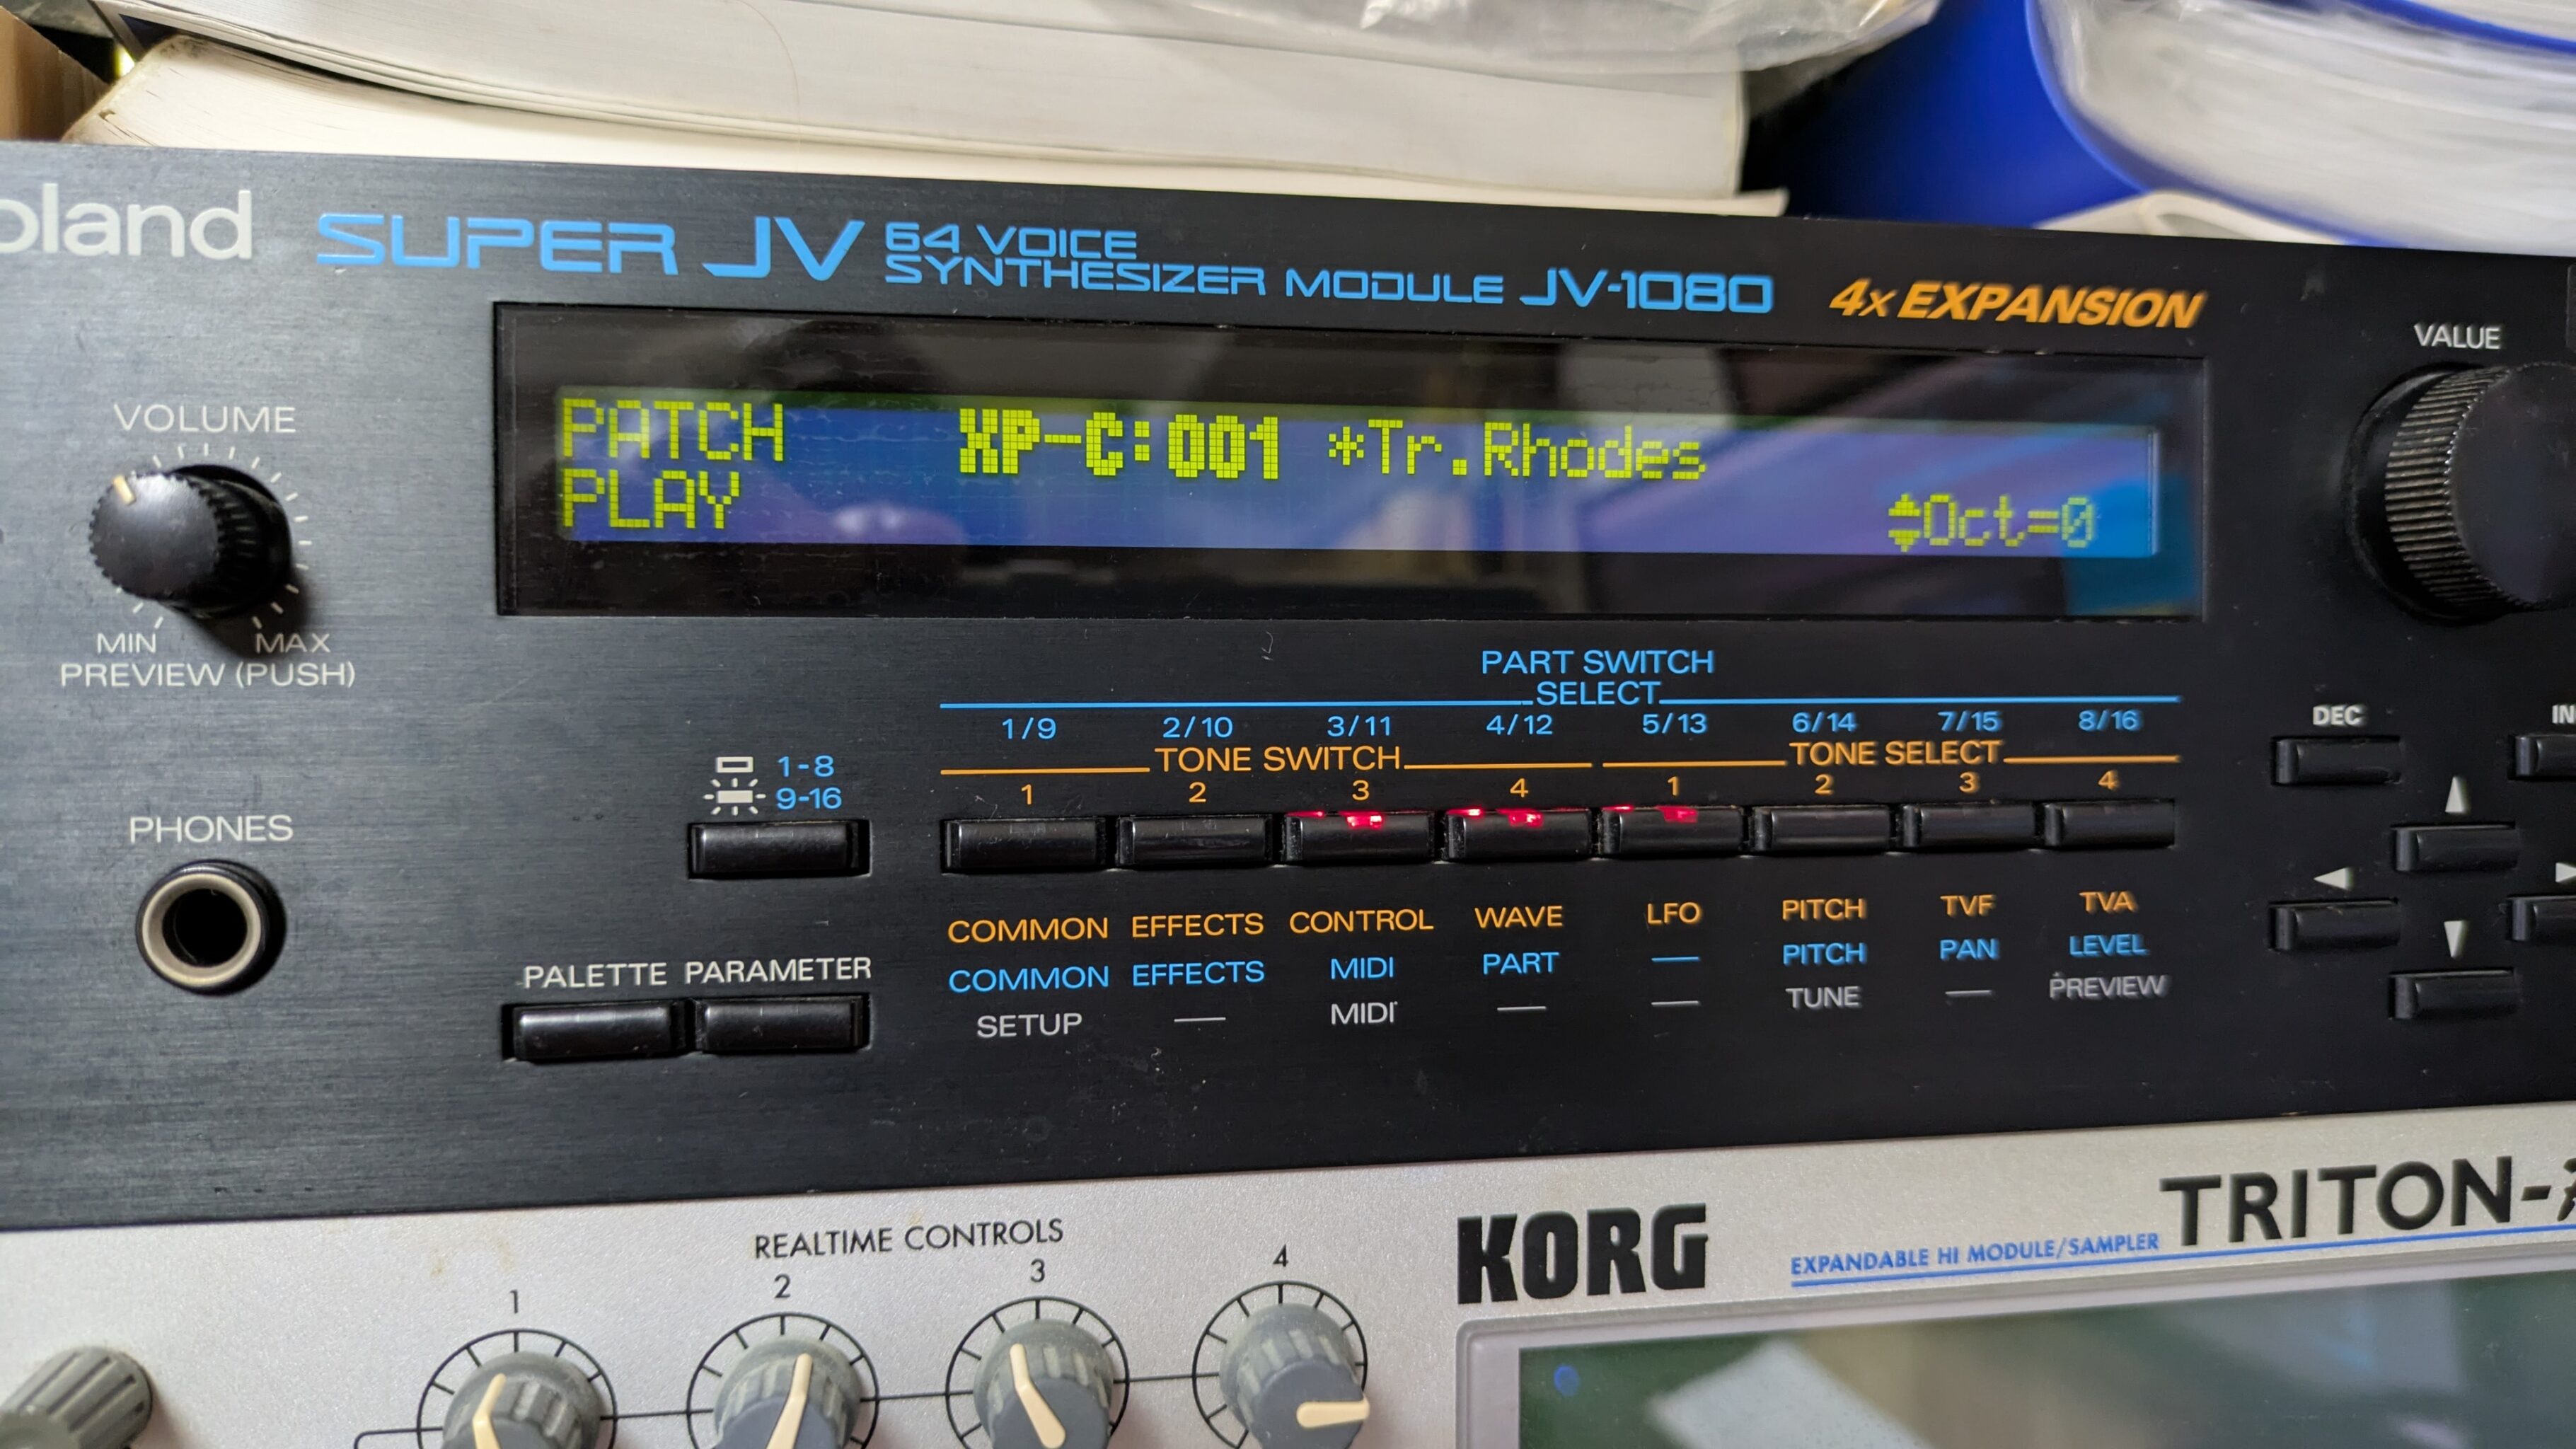 oland
SUPER JV
64 VOICE
SYNTHESIZER MODULE JV-1080
4x EXPANSION
VALUE
VOLUME
MIN MAX
PREVIEW (PUSH)
PATCH XP-C:001 *Tr.Rhodes
PLAY Oct=0
PART SWITCH
SELECT
1/9 2/10 3/11 4/12 5/13 6/14 7/15 8/16
TONE SWITCH TONE SELECT
1 2 3 4 1 2 3 4
1-8
9-16
DEC IN
PHONES
PALETTE PARAMETER
COMMON EFFECTS CONTROL WAVE LFO PITCH TVF TVA
COMMON EFFECTS MIDI PART — PITCH PAN LEVEL
SETUP — MIDI — — TUNE — PREVIEW
REALTIME CONTROLS
1 2 3 4
KORG
EXPANDABLE HI MODULE/SAMPLER
TRITON-